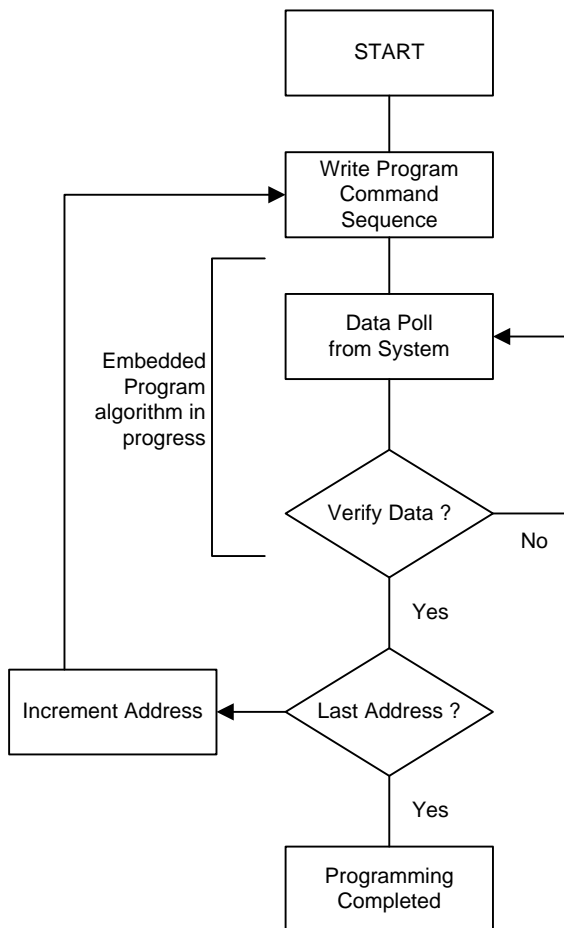 START
Write Program
Command
Sequence
Data Poll
from System
Embedded
Program
algorithm in
progress
Verify Data ?
No
Yes
Increment Address
Last Address ?
Yes
Programming
Completed